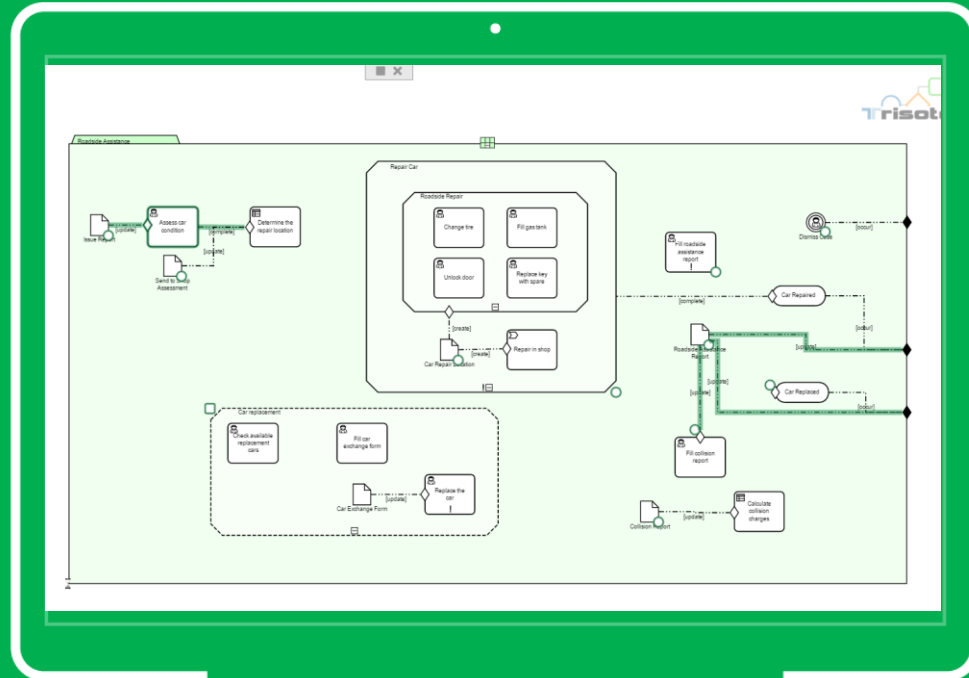 Trisot
Roadside Assistance
Repair Car
Roadside Repair
Change tire
Fill gas tank
Unlock door
Replace key
with spare
[create]
Car Repair Location
[create]
Repair in shop
Issue Report
[update]
Assess car
condition
[complete]
[update]
Determine the
repair location
Send to Shop
Assessment
Fill roadside
assistance
report
!
Dismiss Code
[occur]
[complete]
Car Repaired
[occur]
Roadside Assistance
Report
[update]
[update]
[update]
Car Replaced
[occur]
Fill collision
report
Car replacement
Check available
replacement
cars
Fill car
exchange form
Car Exchange Form
[update]
Replace the
car
!
Collision Report
[update]
Calculate
collision
charges